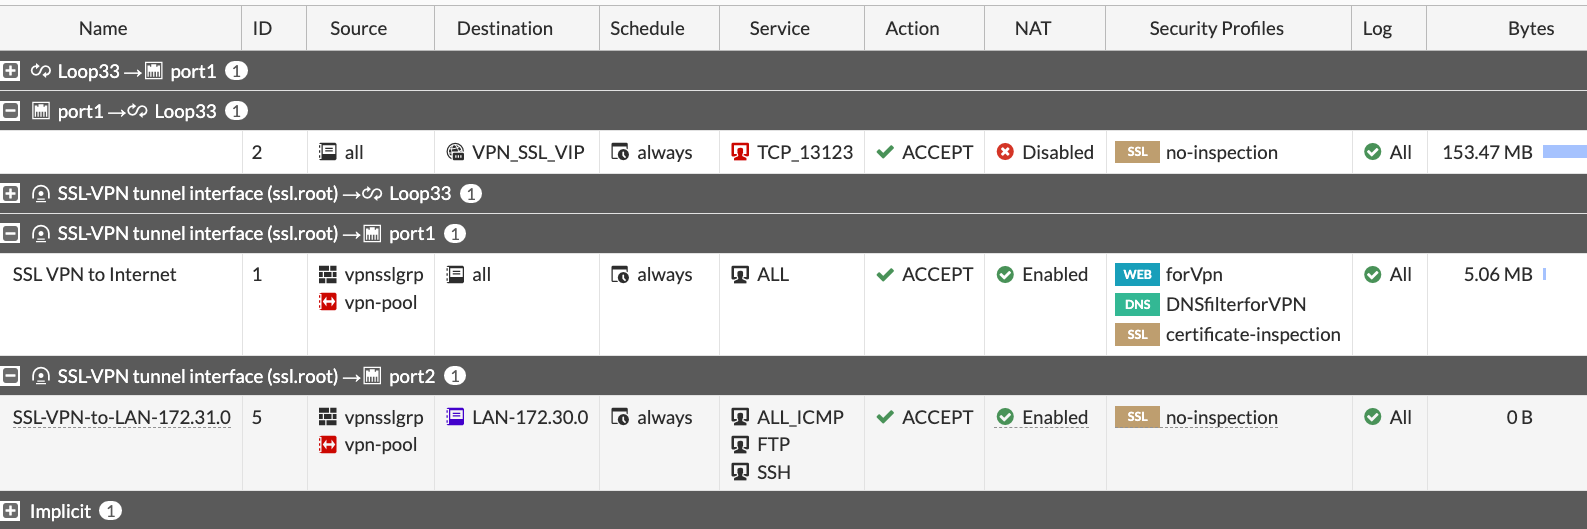 Name ID Source Destination Schedule Service Action NAT Security Profiles Log Bytes
Loop33 → port1 1
port1 → Loop33 1
2 all VPN_SSL_VIP always TCP_13123 ACCEPT Disabled SSL no-inspection All 153.47 MB
SSL-VPN tunnel interface (ssl.root) → Loop33 1
SSL-VPN tunnel interface (ssl.root) → port1 1
SSL VPN to Internet 1 vpnsslgrp all always ALL ACCEPT Enabled WEB forVpn All 5.06 MB
vpn-pool DNS DNSfilterforVPN
SSL certificate-inspection
SSL-VPN tunnel interface (ssl.root) → port2 1
SSL-VPN-to-LAN-172.31.0 5 vpnsslgrp LAN-172.30.0 always ALL_ICMP ACCEPT Enabled SSL no-inspection All 0 B
vpn-pool FTP
SSH
Implicit 1